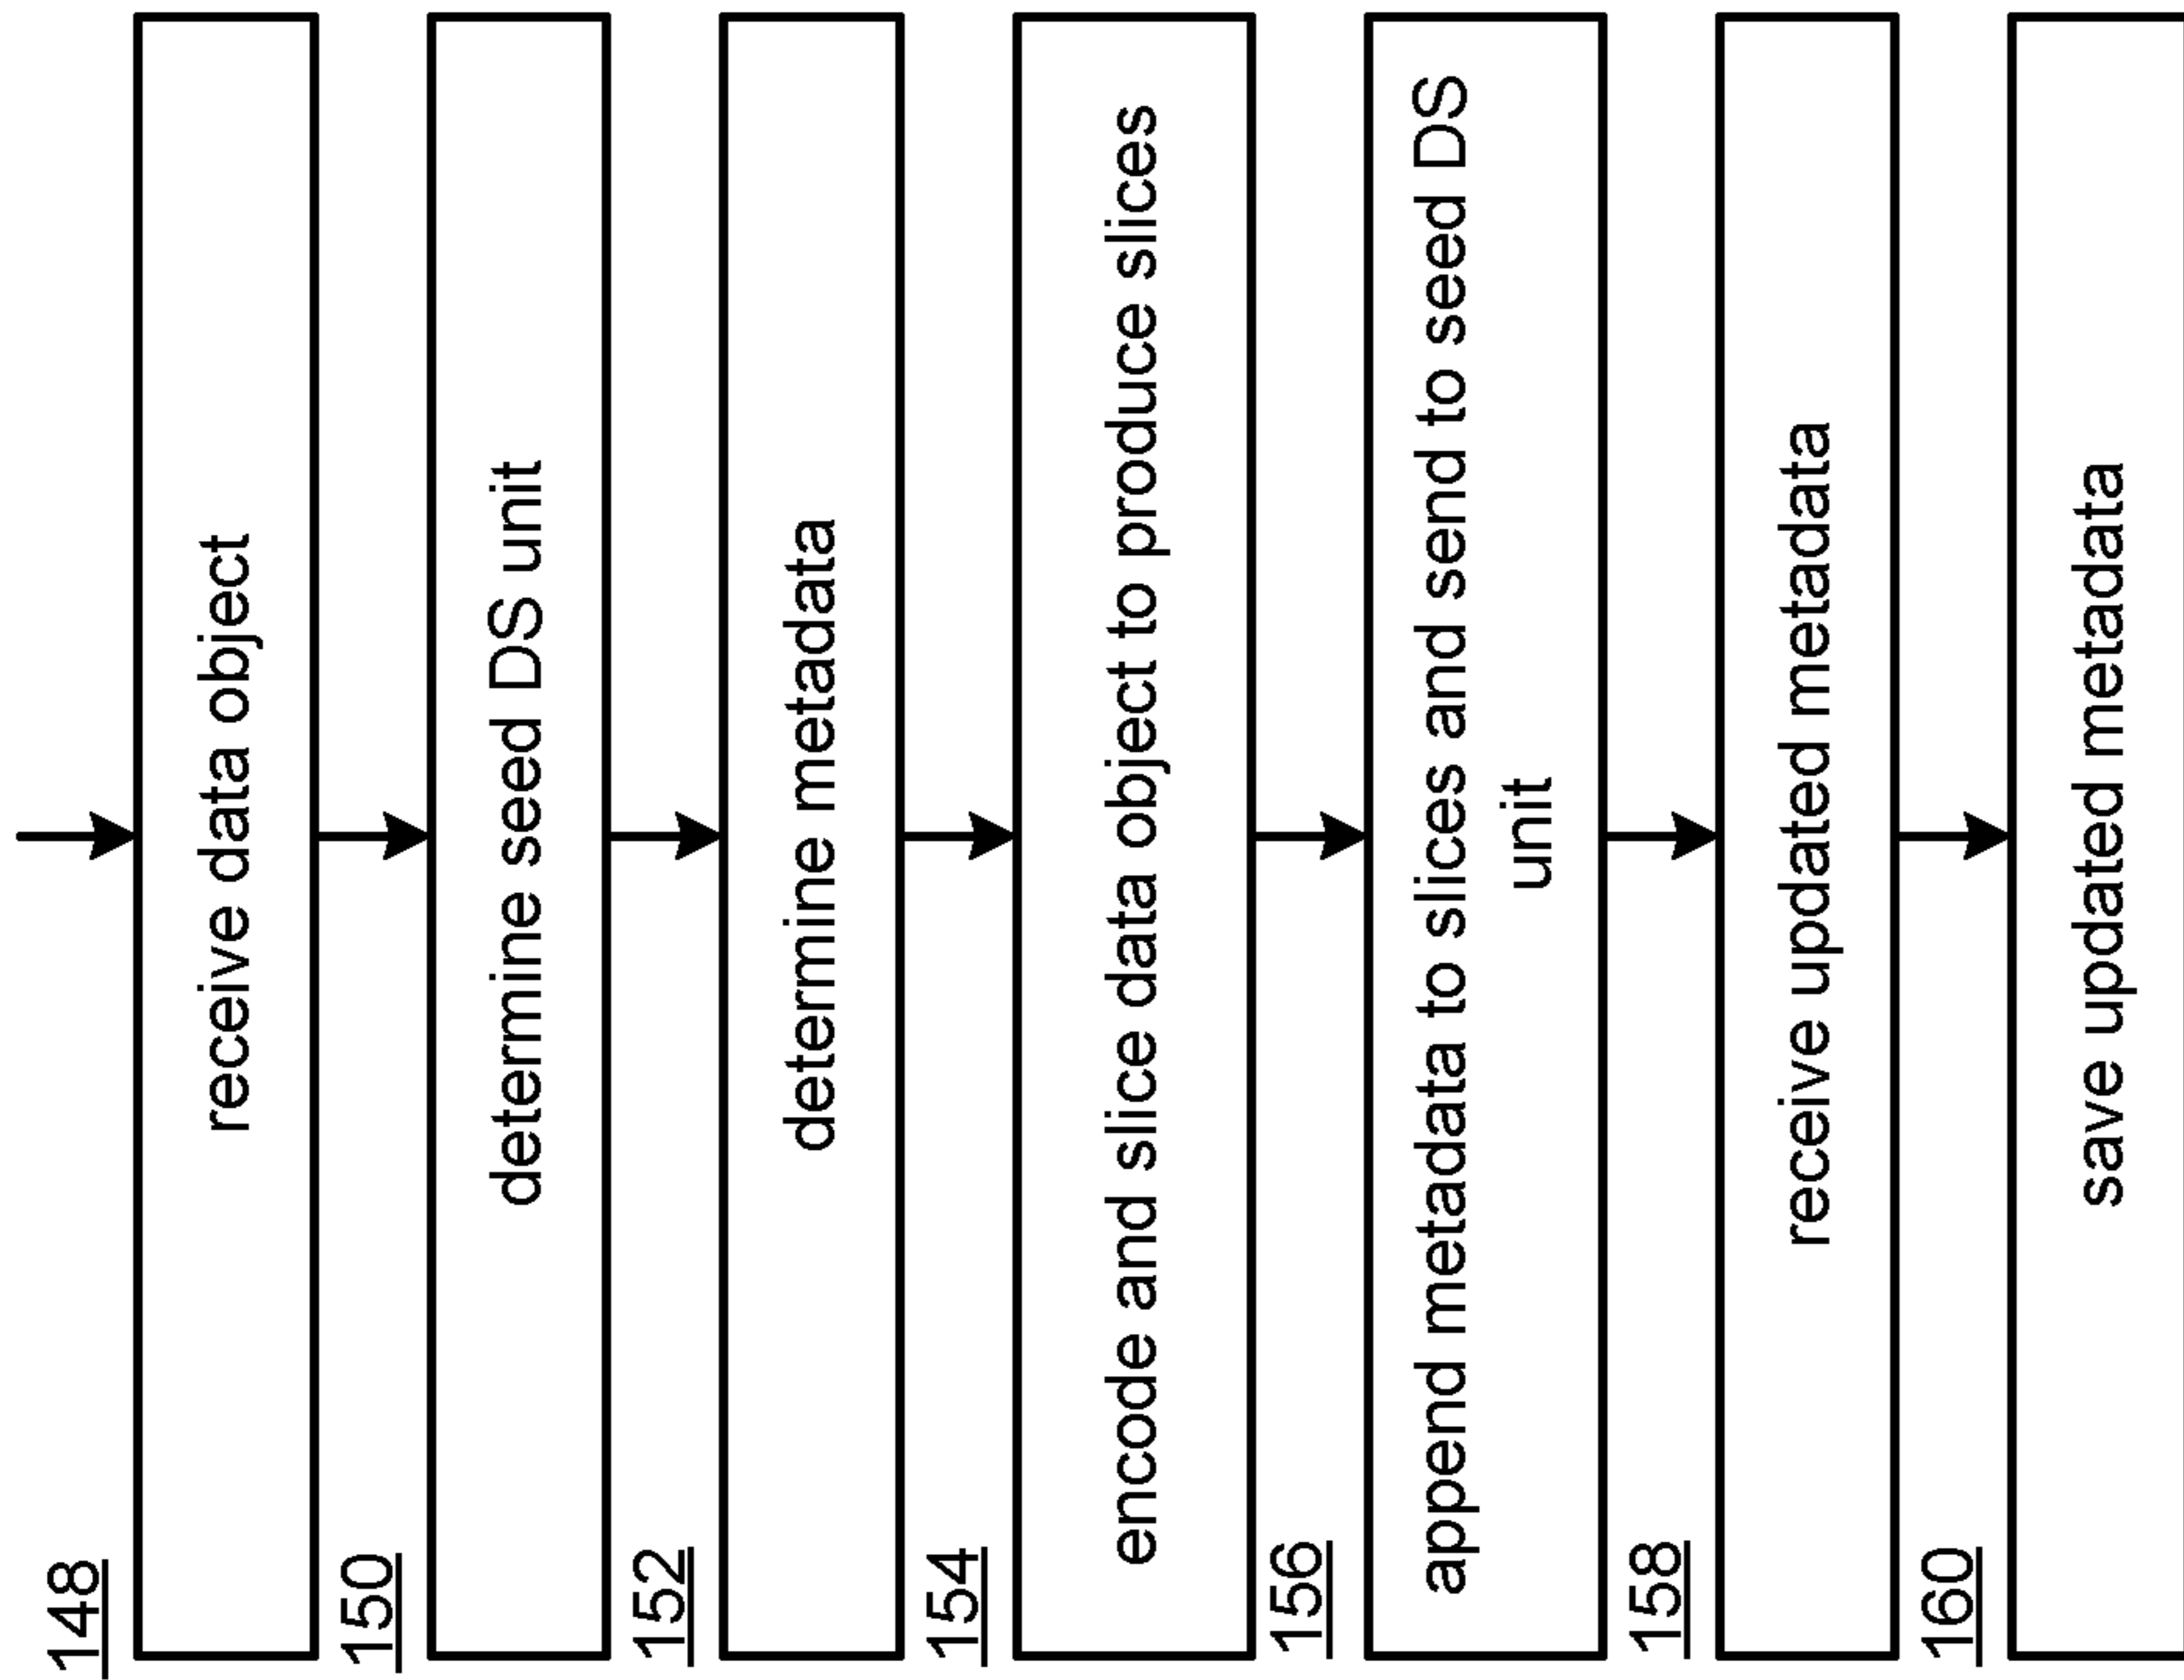 148
receive data object
150
determine seed DS unit
152
determine metadata
154
encode and slice data object to produce slices
156
append metadata to slices and send to seed DS
unit
158
receive updated metadata
160
save updated metadata